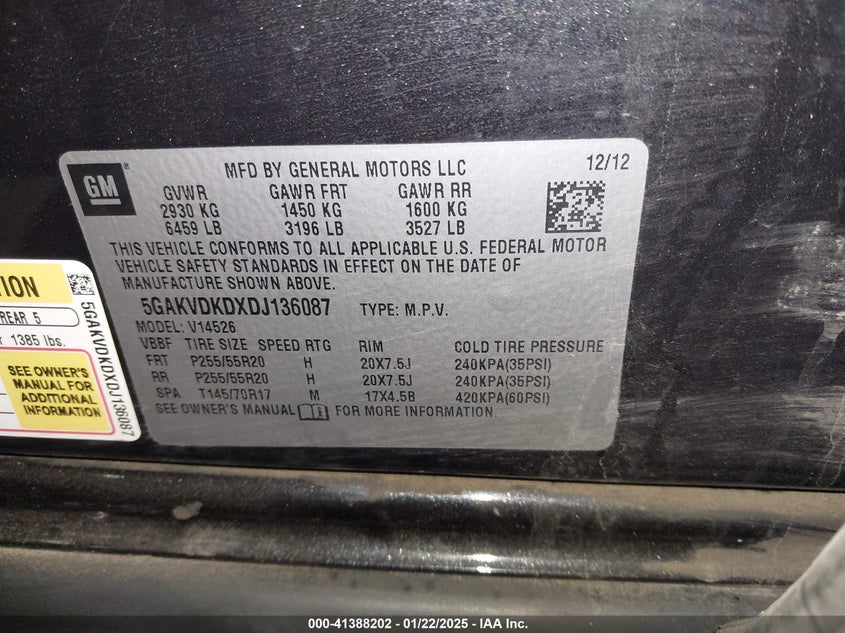 GM
®
MFD BY GENERAL MOTORS LLC
12/12
GVWR GAWR FRT GAWR RR
2930 KG 1450 KG 1600 KG
6459 LB 3196 LB 3527 LB
THIS VEHICLE CONFORMS TO ALL APPLICABLE U.S. FEDERAL MOTOR
VEHICLE SAFETY STANDARDS IN EFFECT ON THE DATE OF
MANUFACTURE SHOWN ABOVE.
5GAKVDKDXDJ136087 TYPE: M.P.V.
MODEL: V14526
VBBF TIRE SIZE SPEED RTG RIM COLD TIRE PRESSURE
FRT P255/55R20 H 20X7.5J 240KPA(35PSI)
RR P255/55R20 H 20X7.5J 240KPA(35PSI)
SPA T145/70R17 M 17X4.5B 420KPA(60PSI)
SEE OWNER'S MANUAL FOR MORE INFORMATION.
REAR 5
1385 lbs.
SEE OWNER'S
MANUAL FOR
ADDITIONAL
INFORMATION
5GAKVDKDXDJ136087
000-41388202 - 01/22/2025 - IAA Inc.